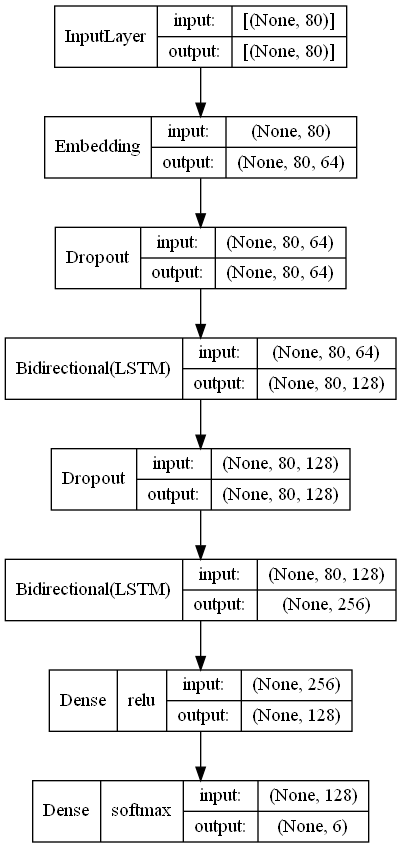 InputLayer
input: [(None, 80)]
output: [(None, 80)]
Embedding
input: (None, 80)
output: (None, 80, 64)
Dropout
input: (None, 80, 64)
output: (None, 80, 64)
Bidirectional(LSTM)
input: (None, 80, 64)
output: (None, 80, 128)
Dropout
input: (None, 80, 128)
output: (None, 80, 128)
Bidirectional(LSTM)
input: (None, 80, 128)
output: (None, 256)
Dense relu
input: (None, 256)
output: (None, 128)
Dense softmax
input: (None, 128)
output: (None, 6)